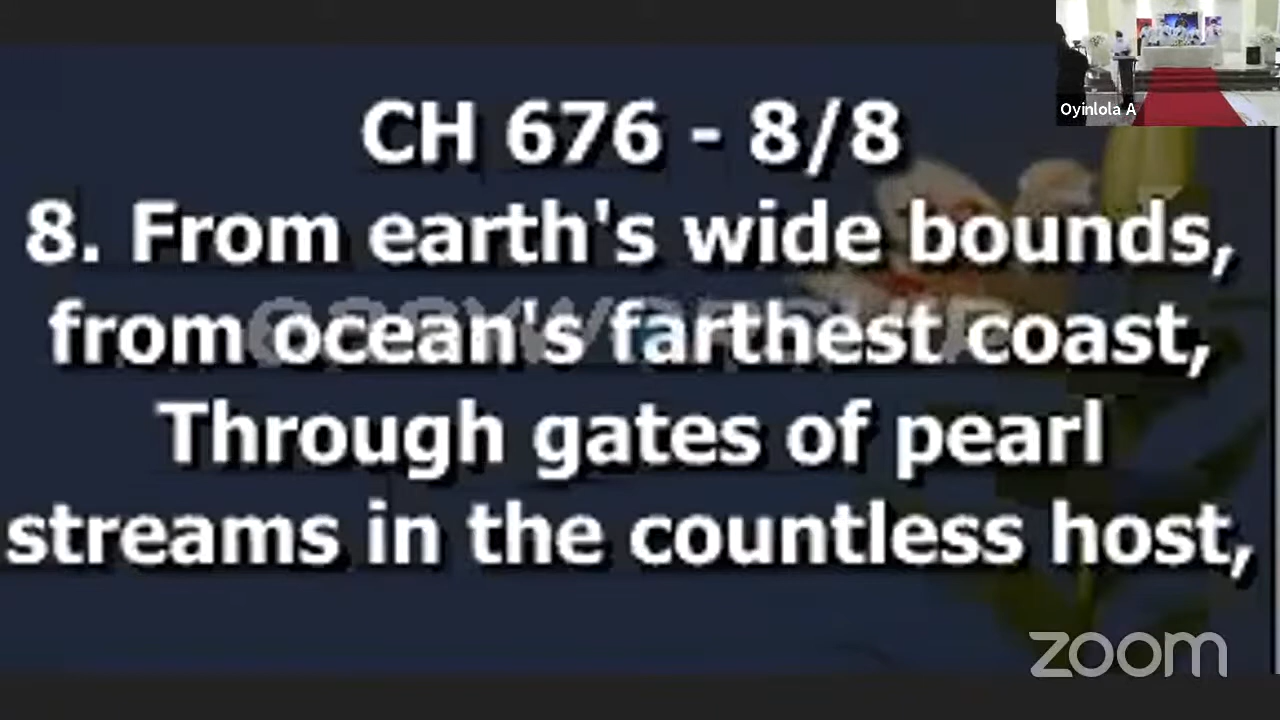 Oyinlola A
CH 676 - 8/8
8. From earth's wide bounds,
from ocean's farthest coast,
Through gates of pearl
streams in the countless host,
zoom